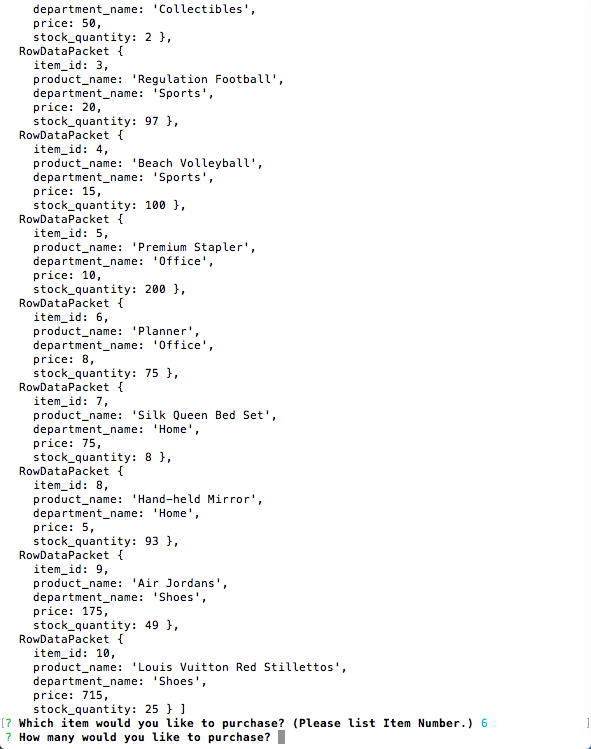 department_name: 'Collectibles',
price: 50,
stock_quantity: 2 },
RowDataPacket {
item_id: 3,
product_name: 'Regulation Football',
department_name: 'Sports',
price: 20,
stock_quantity: 97 },
RowDataPacket {
item_id: 4,
product_name: 'Beach Volleyball',
department_name: 'Sports',
price: 15,
stock_quantity: 100 },
RowDataPacket {
item_id: 5,
product_name: 'Premium Stapler',
department_name: 'Office',
price: 10,
stock_quantity: 200 },
RowDataPacket {
item_id: 6,
product_name: 'Planner',
department_name: 'Office',
price: 8,
stock_quantity: 75 },
RowDataPacket {
item_id: 7,
product_name: 'Silk Queen Bed Set',
department_name: 'Home',
price: 75,
stock_quantity: 8 },
RowDataPacket {
item_id: 8,
product_name: 'Hand-held Mirror',
department_name: 'Home',
price: 5,
stock_quantity: 93 },
RowDataPacket {
item_id: 9,
product_name: 'Air Jordans',
department_name: 'Shoes',
price: 175,
stock_quantity: 49 },
RowDataPacket {
item_id: 10,
product_name: 'Louis Vuitton Red Stillettos',
department_name: 'Shoes',
price: 715,
stock_quantity: 25 } ]
[? Which item would you like to purchase? (Please list Item Number.) 6 ]
? How many would you like to purchase?